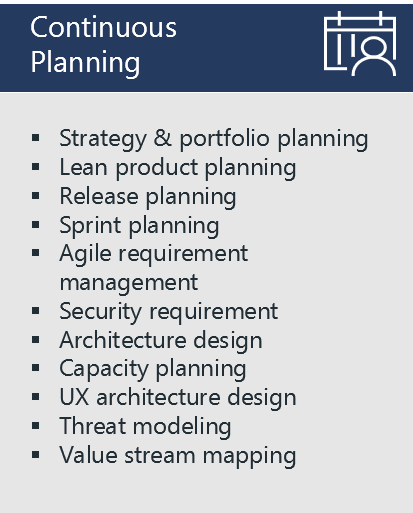 Continuous
Planning
▪ Strategy & portfolio planning
▪ Lean product planning
▪ Release planning
▪ Sprint planning
▪ Agile requirement
management
▪ Security requirement
▪ Architecture design
▪ Capacity planning
▪ UX architecture design
▪ Threat modeling
▪ Value stream mapping